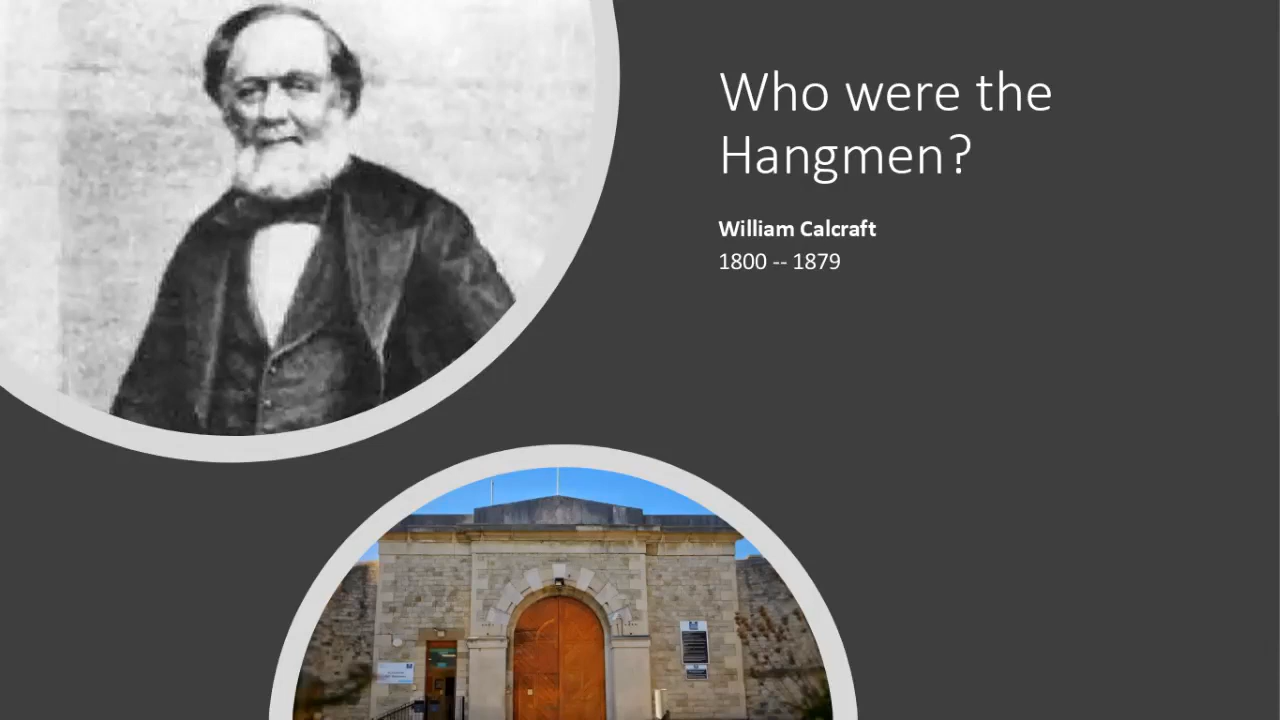 Who were the
Hangmen?
William Calcraft
1800 -- 1879